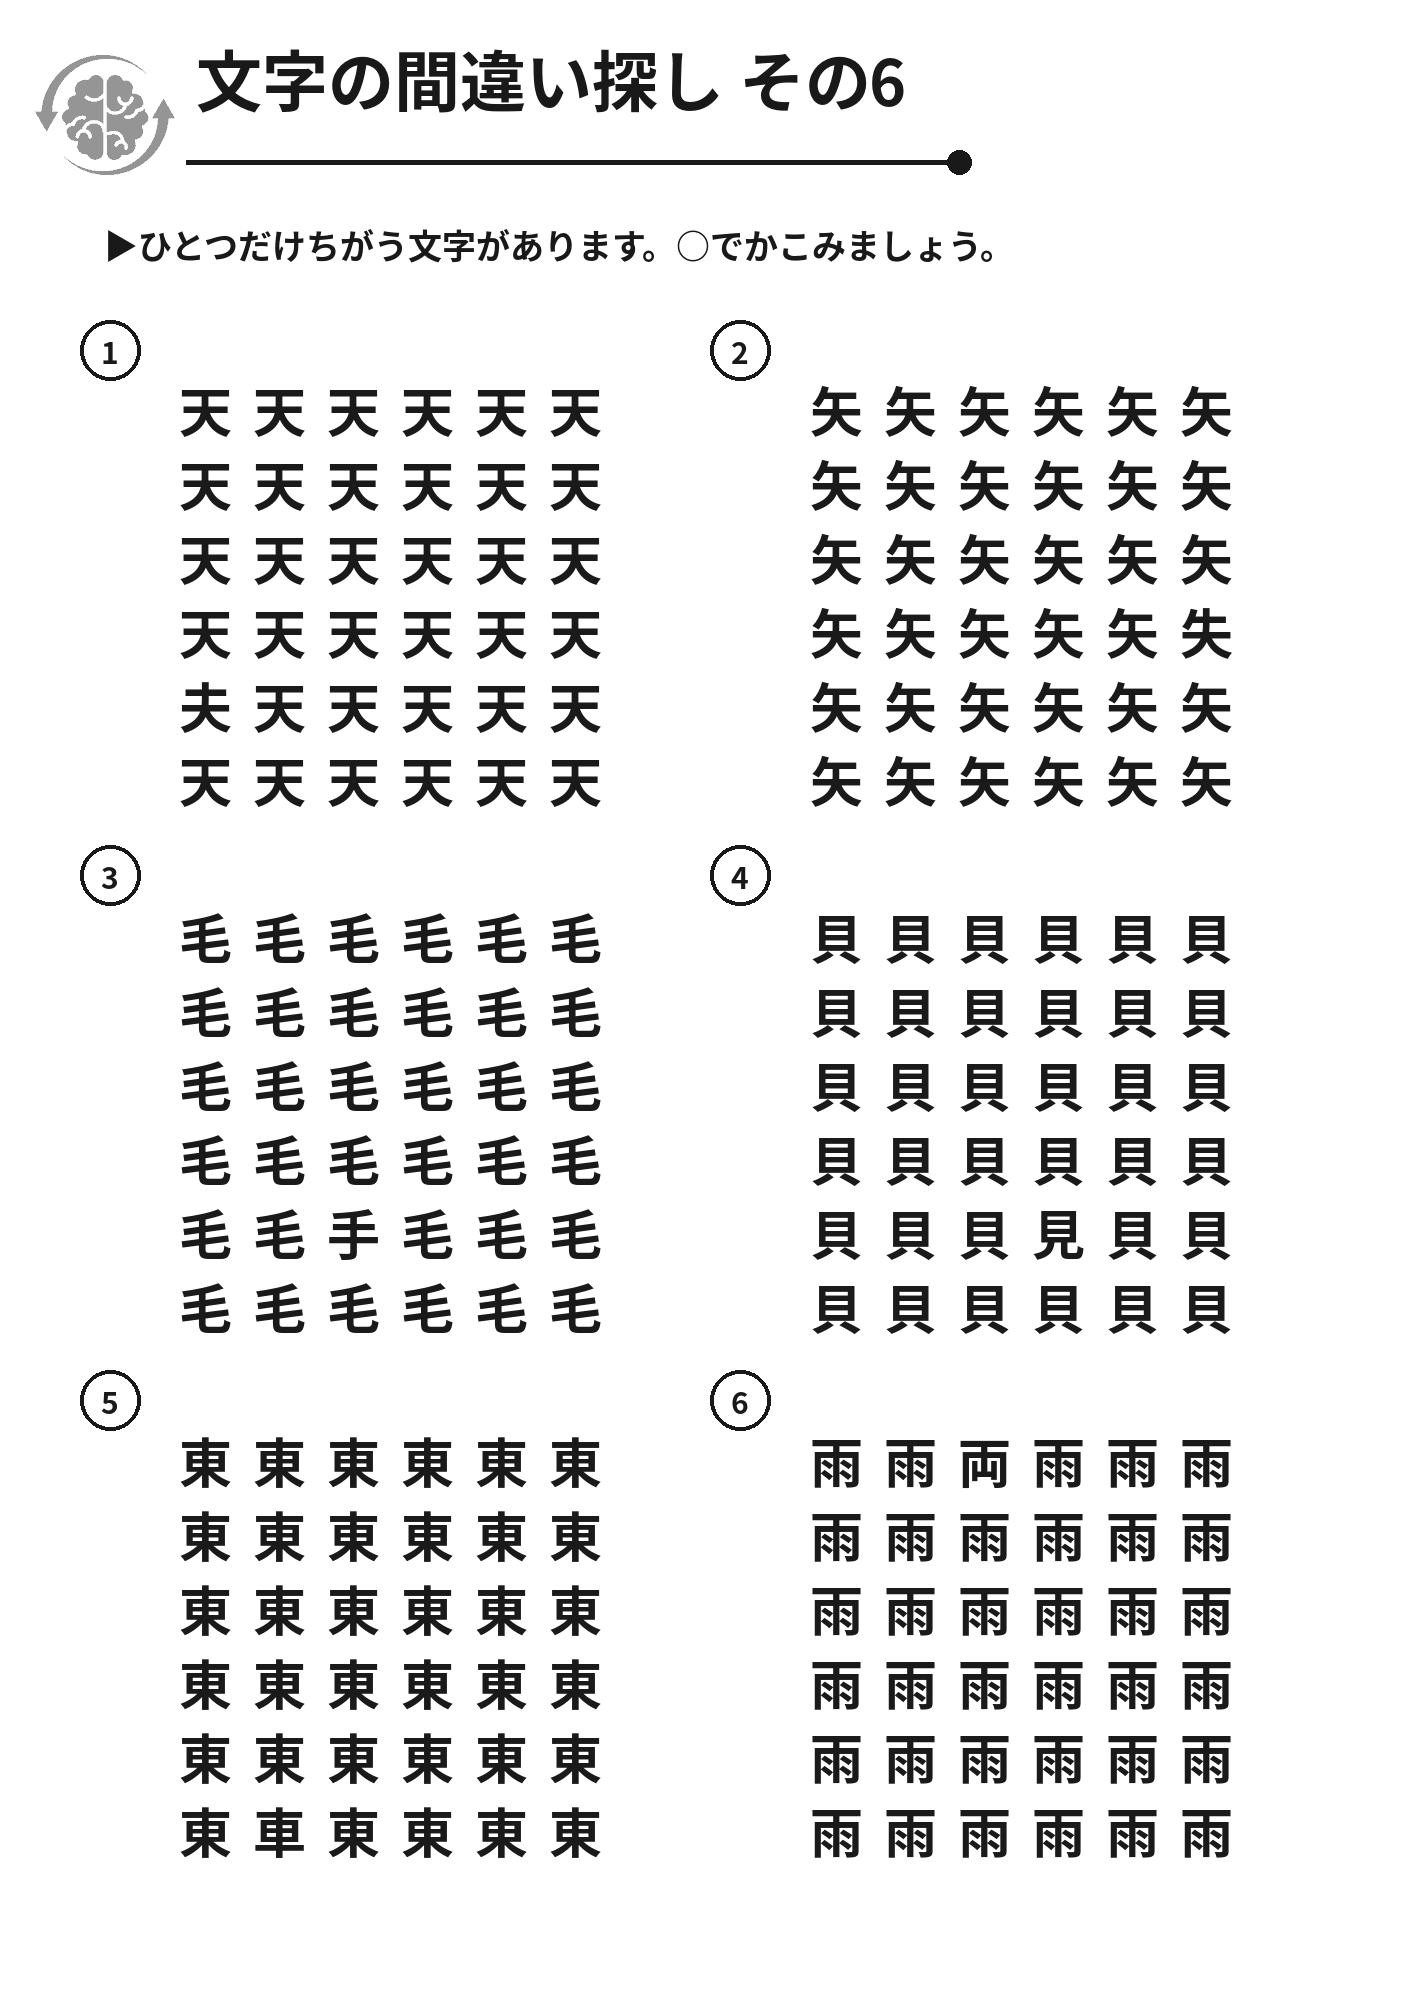 文字の間違い探し その6
▶ひとつだけちがう文字があります。○でかこみましょう。
1
天 天 天 天 天 天
天 天 天 天 天 天
天 天 天 天 天 天
天 天 天 天 天 天
夫 天 天 天 天 天
天 天 天 天 天 天
2
矢 矢 矢 矢 矢 矢
矢 矢 矢 矢 矢 矢
矢 矢 矢 矢 矢 矢
矢 矢 矢 矢 矢 失
矢 矢 矢 矢 矢 矢
矢 矢 矢 矢 矢 矢
3
毛 毛 毛 毛 毛 毛
毛 毛 毛 毛 毛 毛
毛 毛 毛 毛 毛 毛
毛 毛 毛 毛 毛 毛
毛 毛 手 毛 毛 毛
毛 毛 毛 毛 毛 毛
4
貝 貝 貝 貝 貝 貝
貝 貝 貝 貝 貝 貝
貝 貝 貝 貝 貝 貝
貝 貝 貝 貝 貝 貝
貝 貝 貝 見 貝 貝
貝 貝 貝 貝 貝 貝
5
東 東 東 東 東 東
東 東 東 東 東 東
東 東 東 東 東 東
東 東 東 東 東 東
東 東 東 東 東 東
東 車 東 東 東 東
6
雨 雨 両 雨 雨 雨
雨 雨 雨 雨 雨 雨
雨 雨 雨 雨 雨 雨
雨 雨 雨 雨 雨 雨
雨 雨 雨 雨 雨 雨
雨 雨 雨 雨 雨 雨